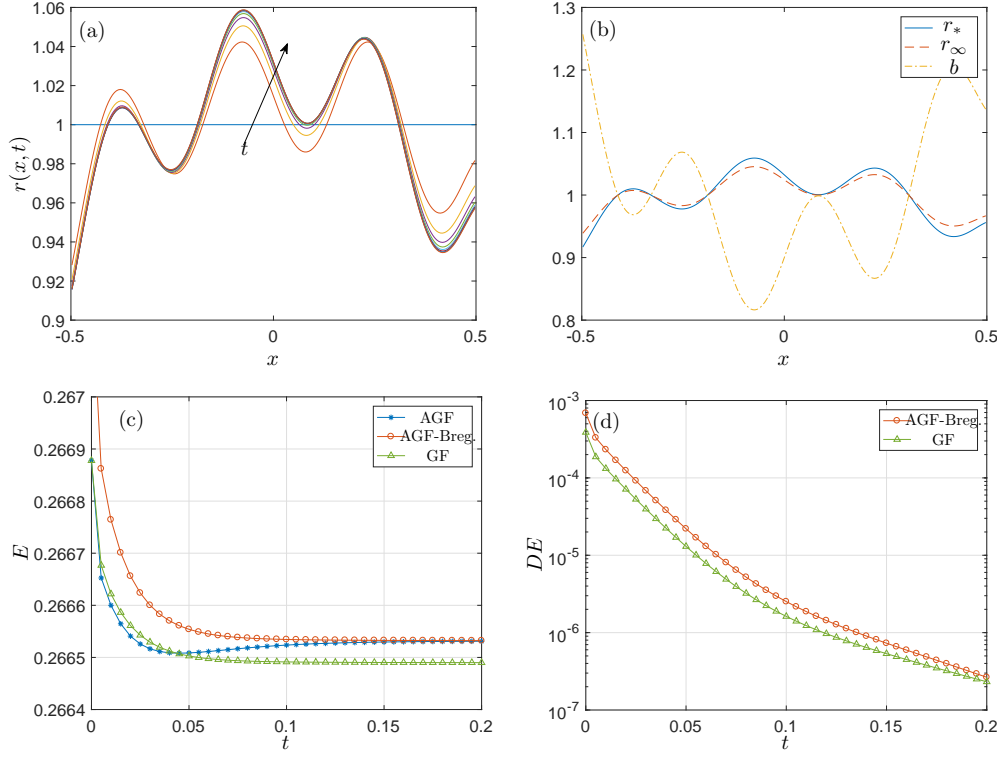 (a)
1.06
1.04
1.02
1
0.98
0.96
0.94
0.92
0.9
r(x, t)
t
-0.5
0
0.5
x
(b)
1.3
1.2
1.1
1
0.9
0.8
r*
r∞
b
-0.5
0
0.5
x
(c)
0.267
0.2669
0.2668
0.2667
0.2666
0.2665
0.2664
E
AGF
AGF-Breg.
GF
0
0.05
0.1
0.15
0.2
t
(d)
10^-3
10^-4
10^-5
10^-6
10^-7
DE
AGF-Breg.
GF
0
0.05
0.1
0.15
0.2
t